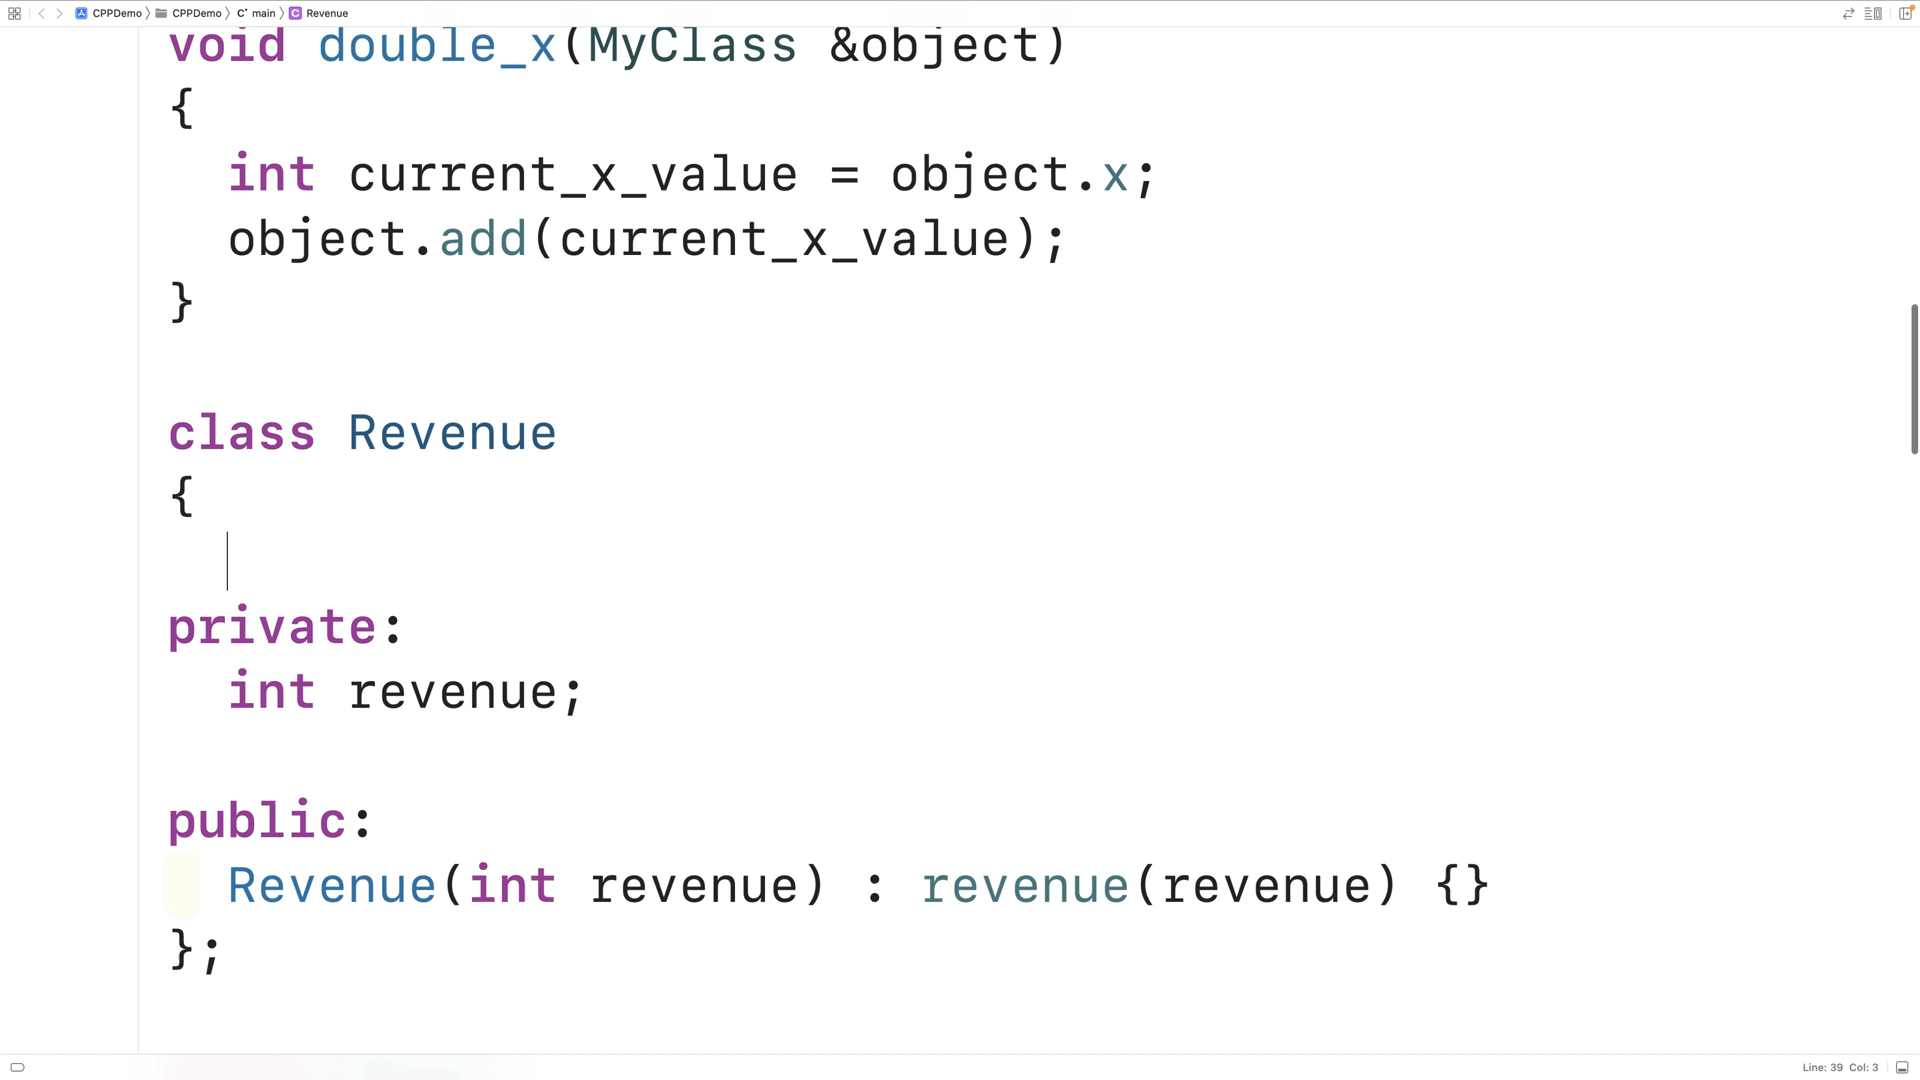 CPPDemo CPPDemo C+ main C Revenue
void double_x(MyClass &object)
{
int current_x_value = object.x;
object.add(current_x_value);
}
class Revenue
{
private:
int revenue;
public:
Revenue(int revenue) : revenue(revenue) {}
};
Line: 39 Col: 3